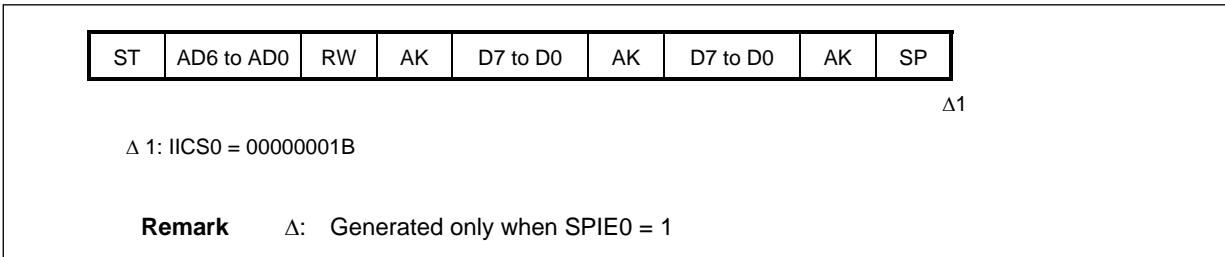 ST AD6 to AD0 RW AK D7 to D0 AK D7 to D0 AK SP
Δ1
Δ 1: IICS0 = 00000001B
Remark Δ: Generated only when SPIE0 = 1